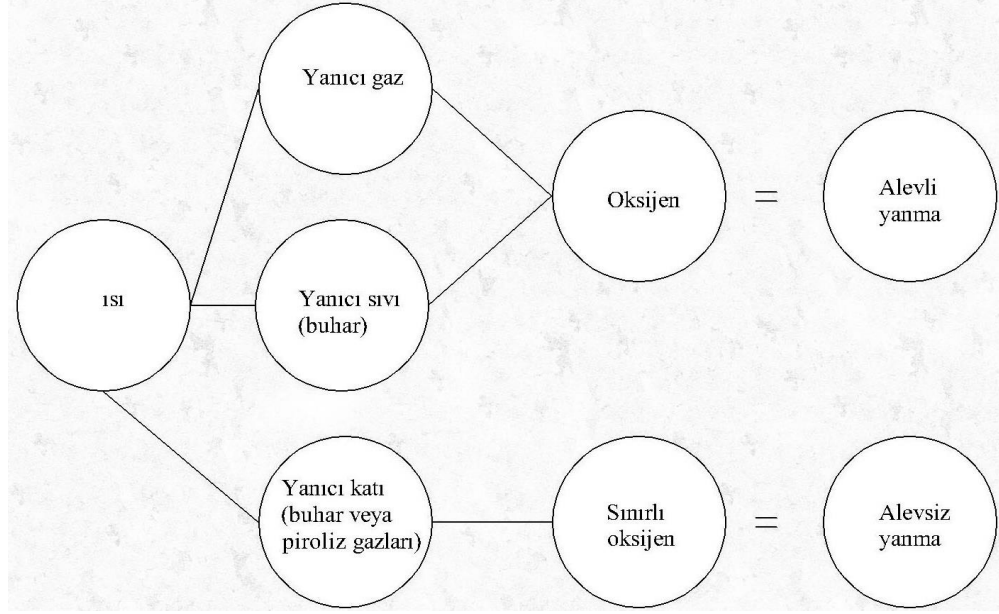 Yanıcı gaz
Oksijen
=
Alevli
yanma
ısı
Yanıcı sıvı
(buhar)
Yanıcı katı
(buhar veya
piroliz gazları)
Sınırlı
oksijen
=
Alevsiz
yanma